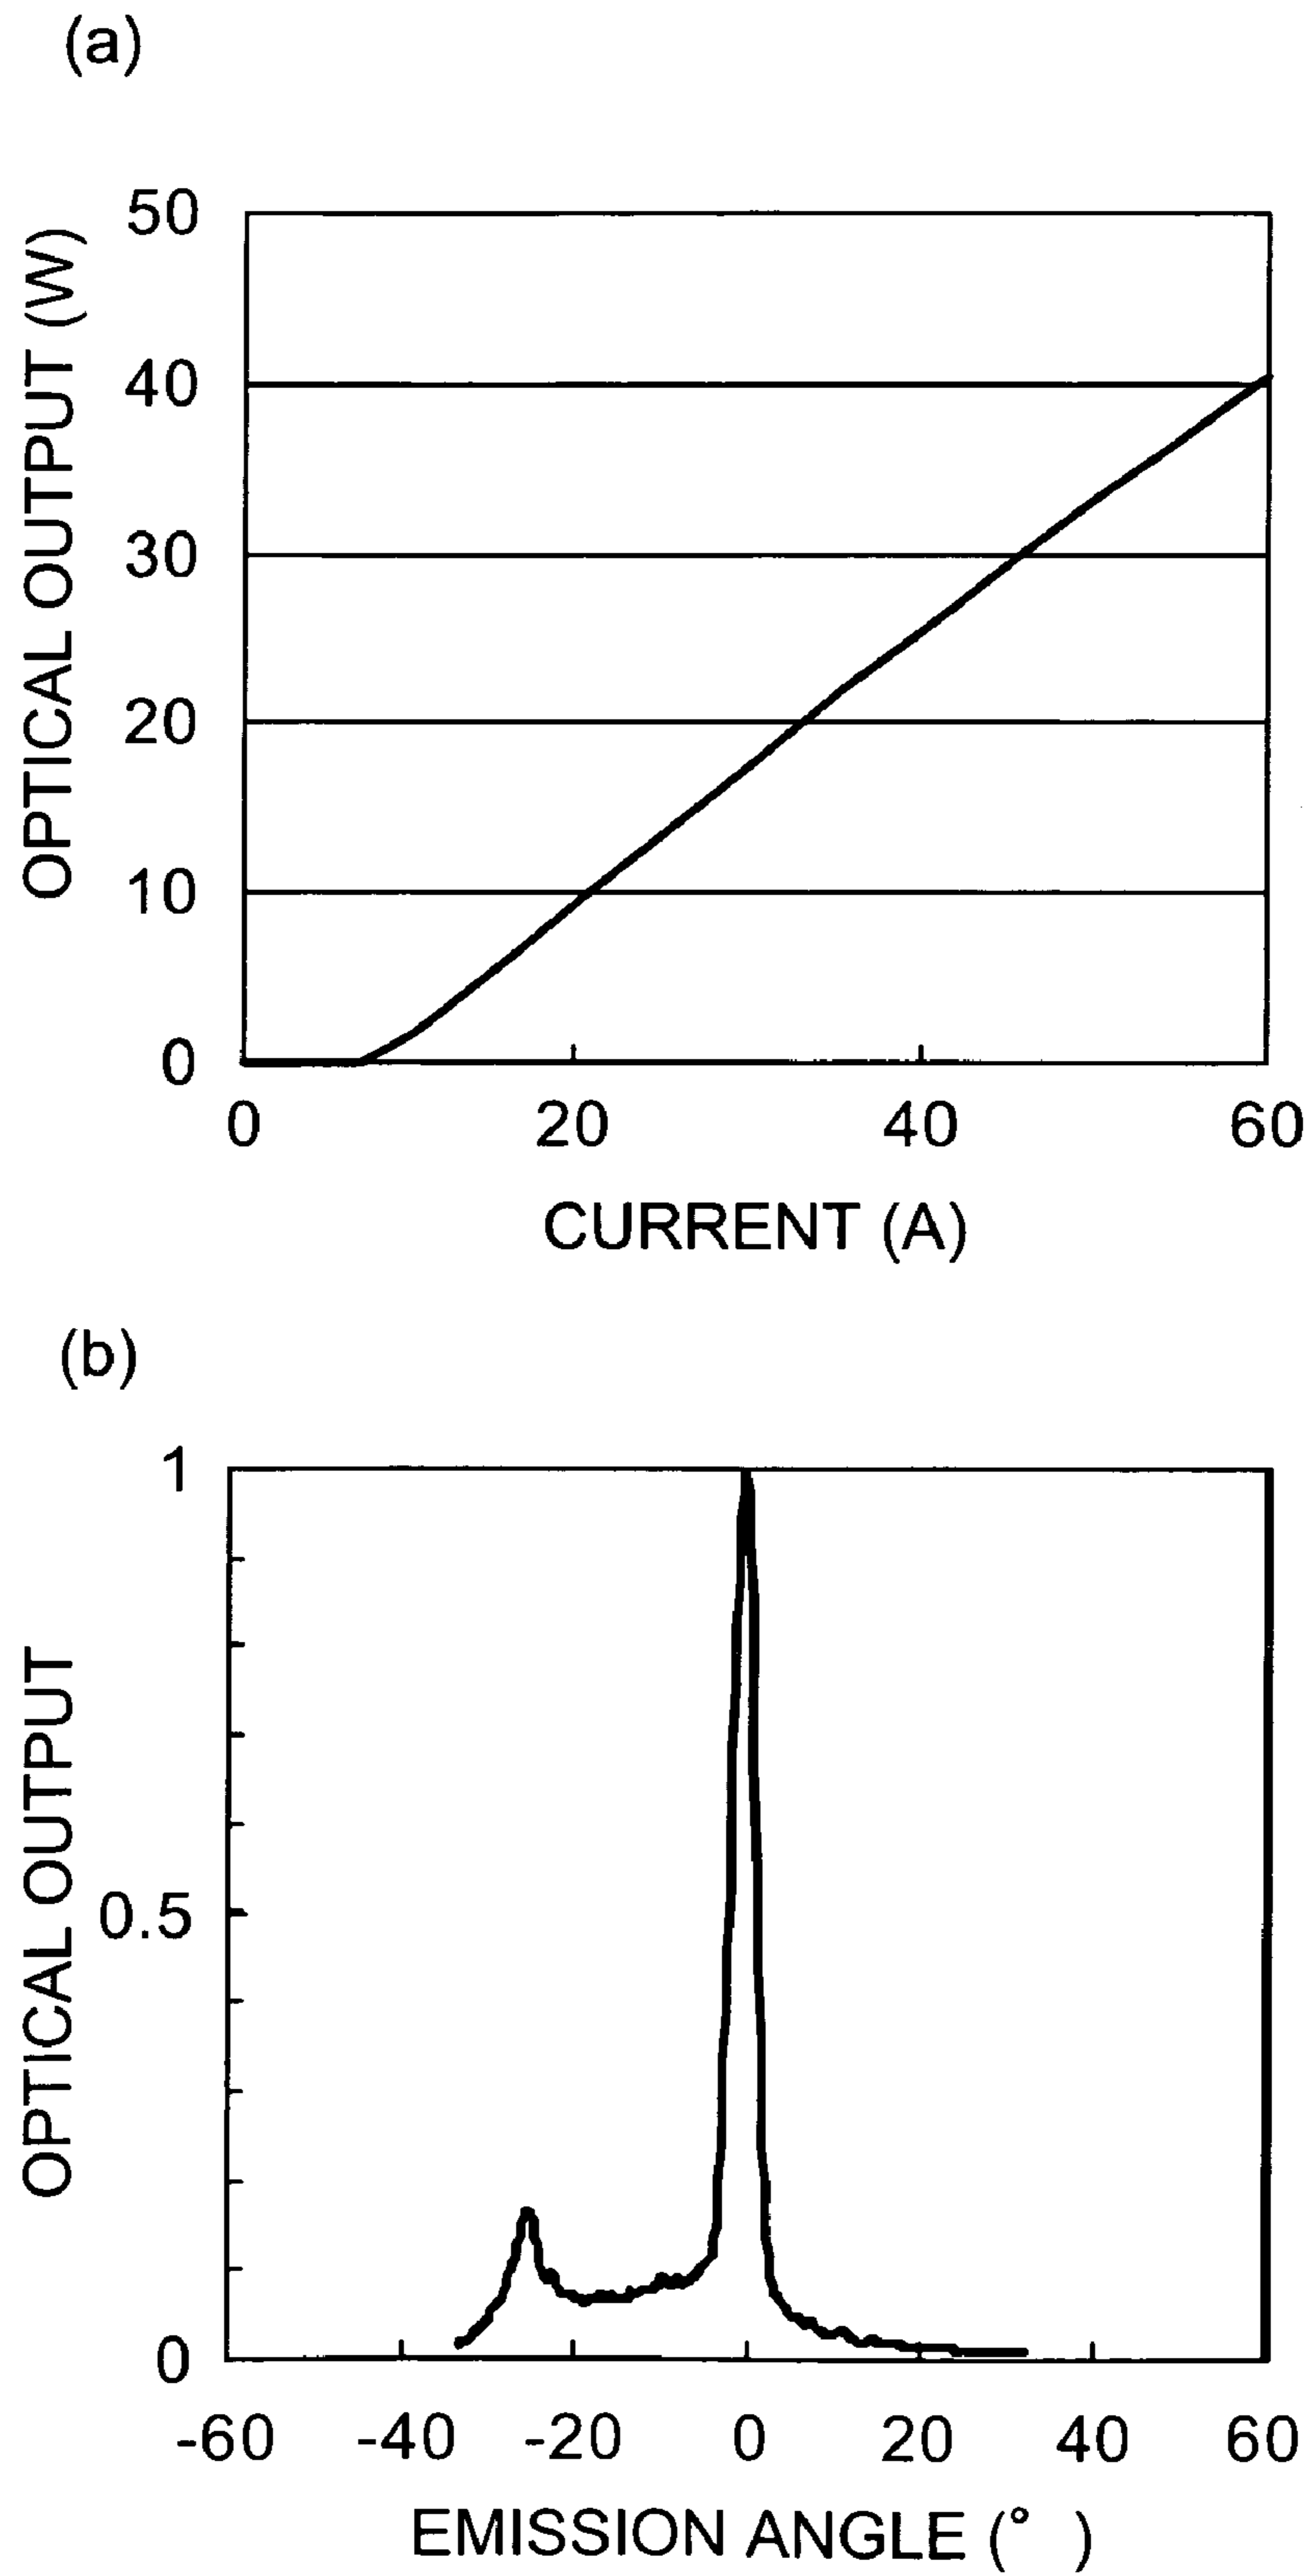 (a)
OPTICAL OUTPUT (W)
50
40
30
20
10
0
0 20 40 60
CURRENT (A)
(b)
OPTICAL OUTPUT
1
0.5
0
-60 -40 -20 0 20 40 60
EMISSION ANGLE (° )